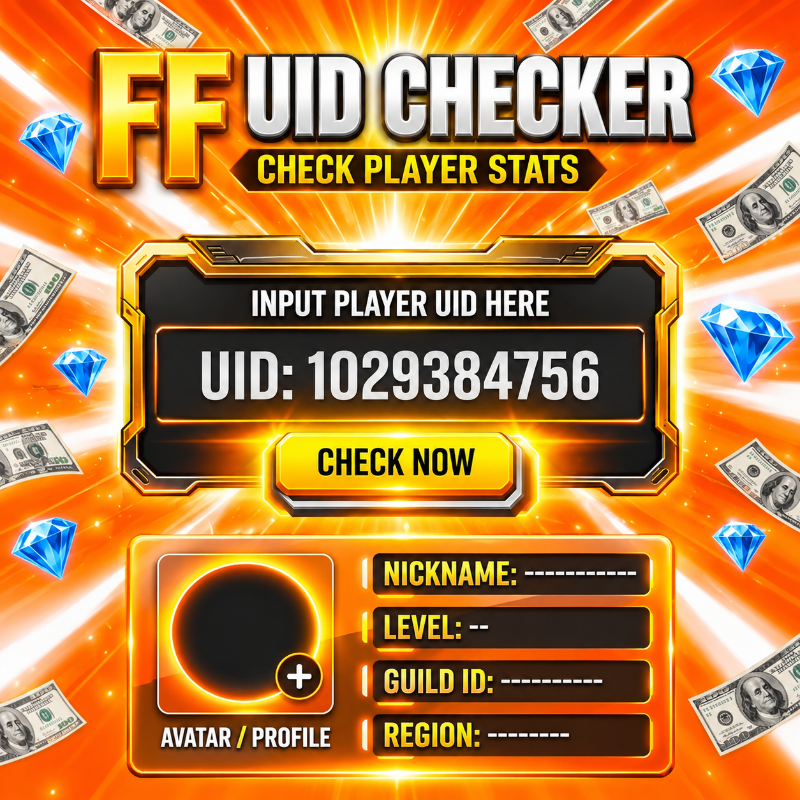 FF UID CHECKER
CHECK PLAYER STATS
INPUT PLAYER UID HERE
UID: 1029384756
CHECK NOW
NICKNAME: -----------
LEVEL: --
GUILD ID: ----------
REGION: --------
AVATAR / PROFILE